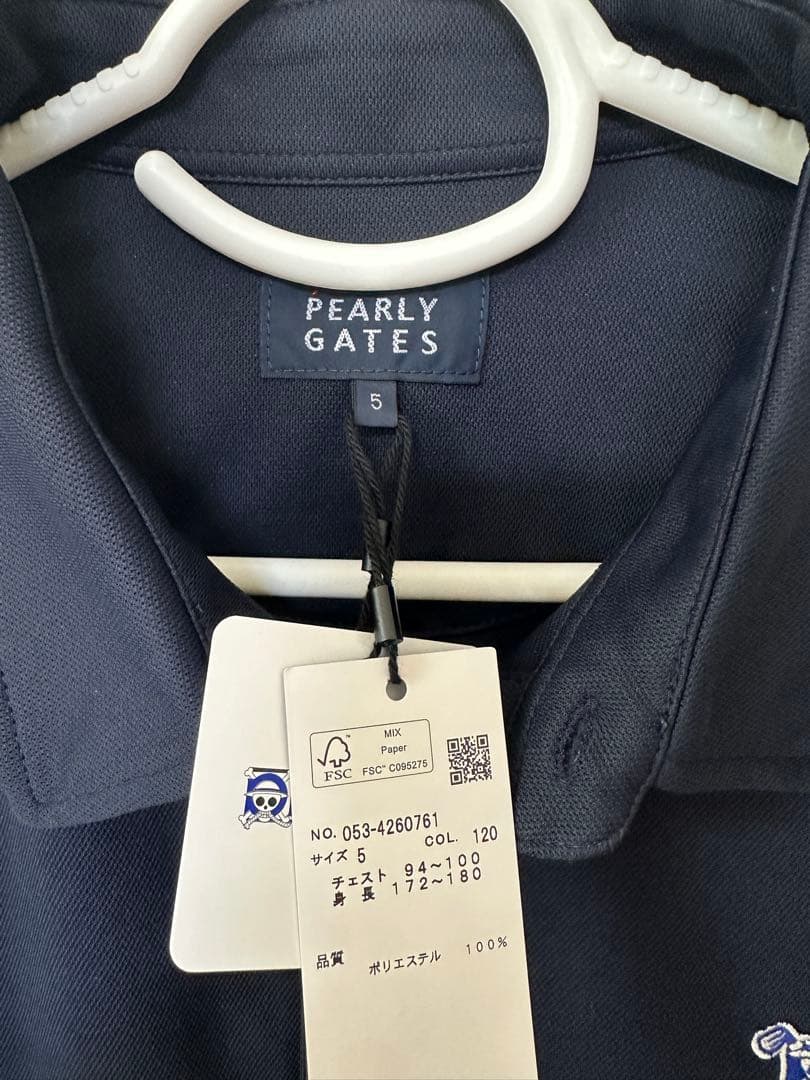 PEARLY
GATES
5
MIX
Paper
FSC™ C095275
FSC
NO. 053-4260761
COL. 120
サイズ 5
チェスト 94~100
身長 172~180
品質 ポリエステル 100%